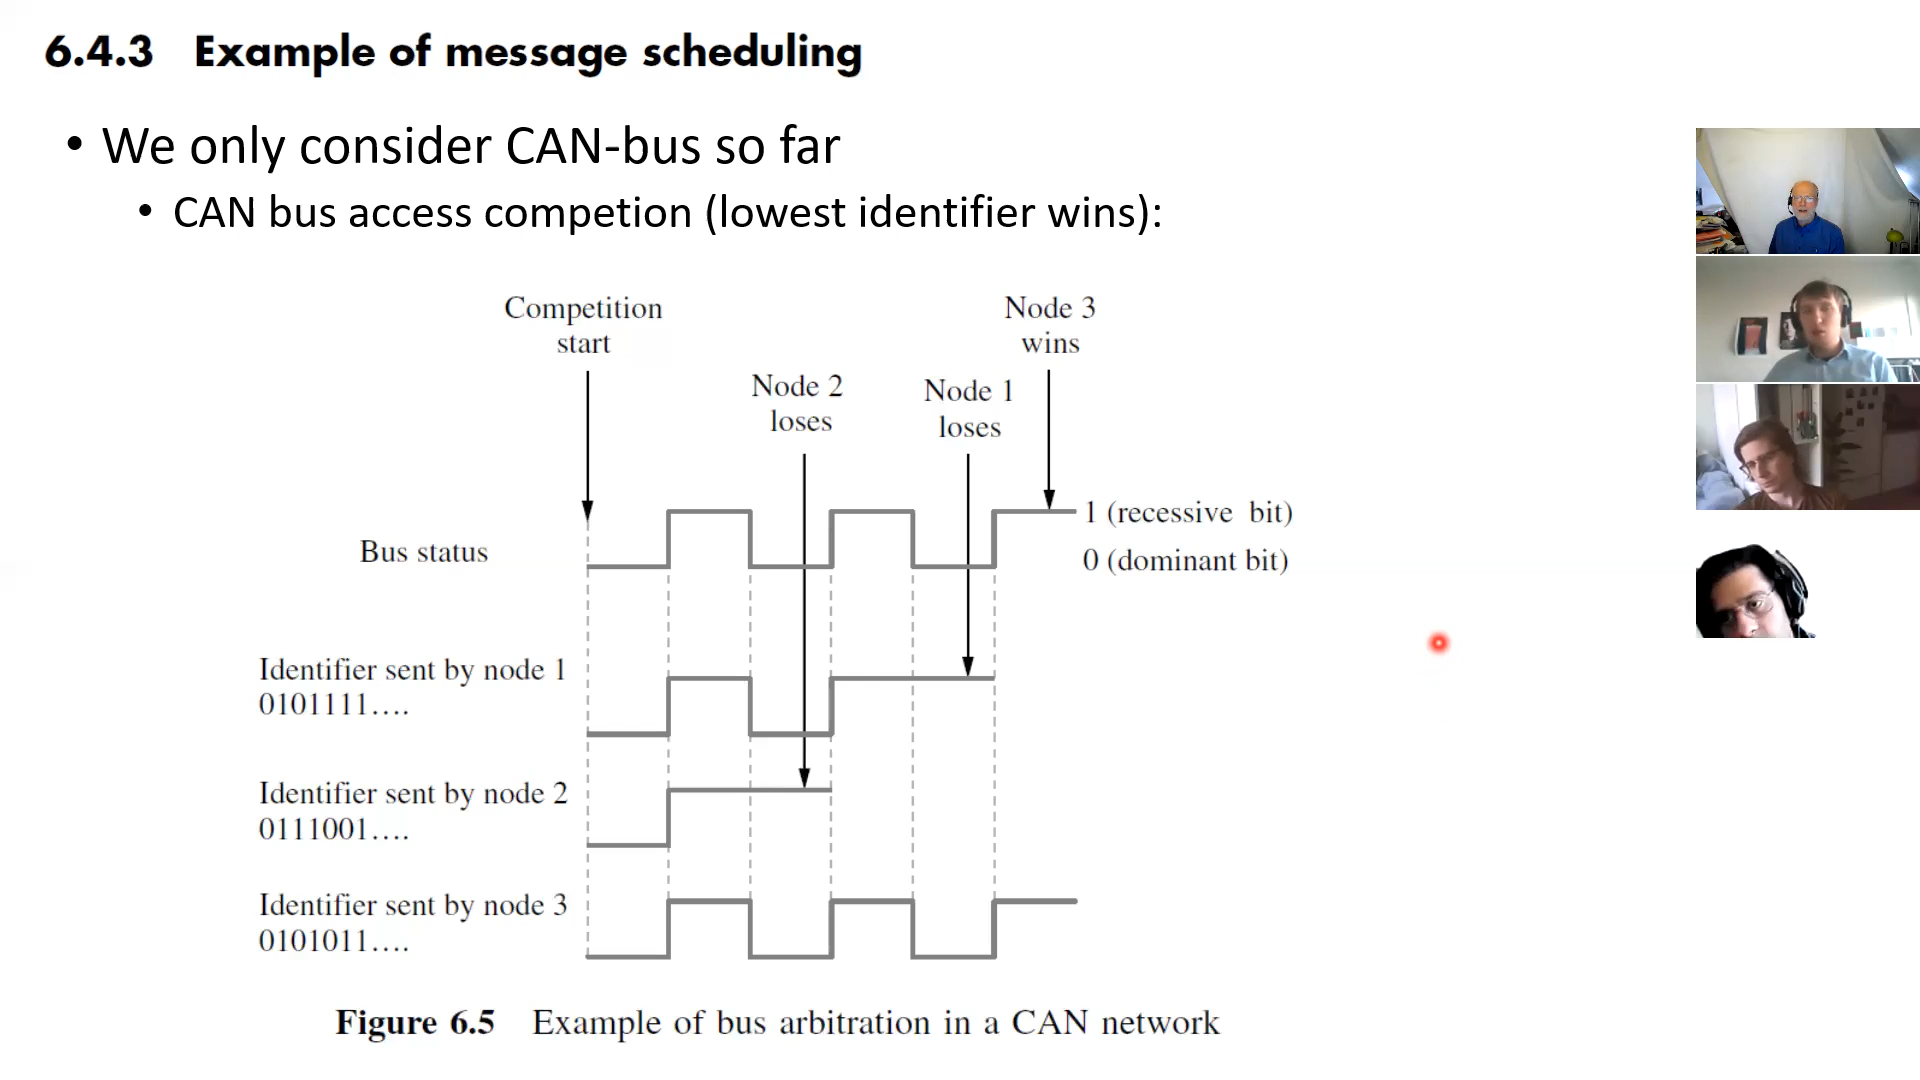 6.4.3 Example of message scheduling
• We only consider CAN-bus so far
• CAN bus access competion (lowest identifier wins):
Competition
start
Node 3
wins
Node 2
loses
Node 1
loses
Bus status
1 (recessive bit)
0 (dominant bit)
Identifier sent by node 1
0101111....
Identifier sent by node 2
0111001....
Identifier sent by node 3
0101011....
Figure 6.5 Example of bus arbitration in a CAN network